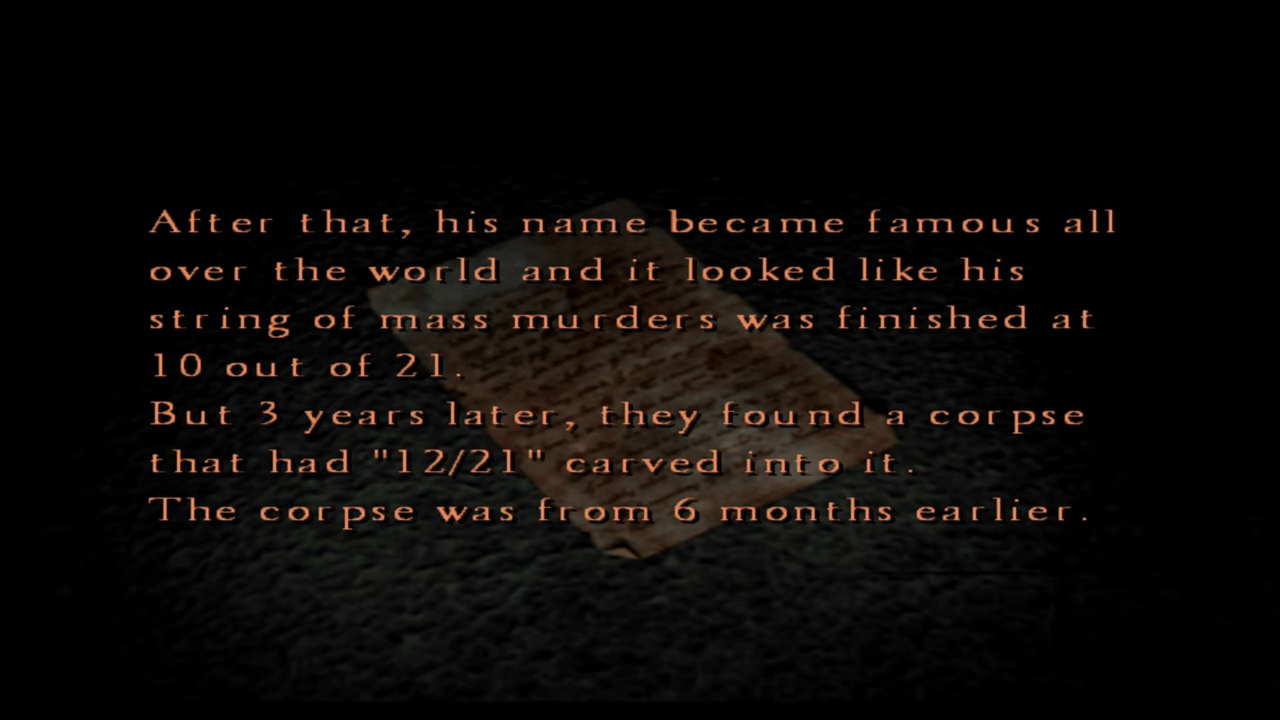 After that, his name became famous all
over the world and it looked like his
string of mass murders was finished at
10 out of 21.
But 3 years later, they found a corpse
that had "12/21" carved into it.
The corpse was from 6 months earlier.